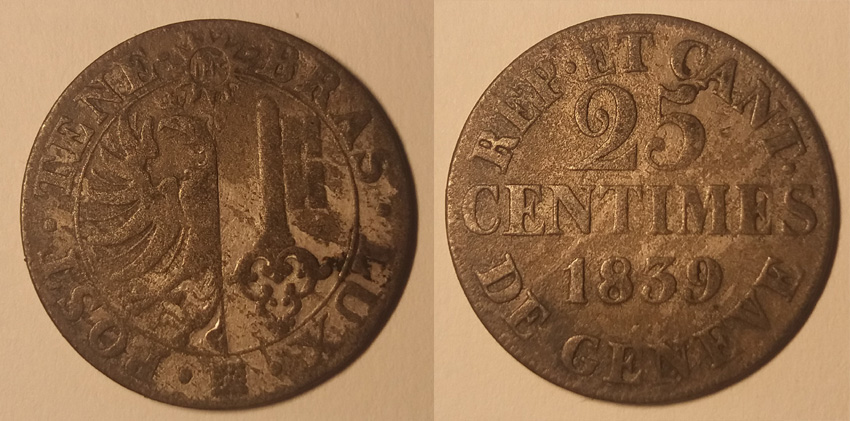 POST · TENEBRAS · LUX ·
REP · ET CANT.
25
CENTIMES
1839
DE GENEVE